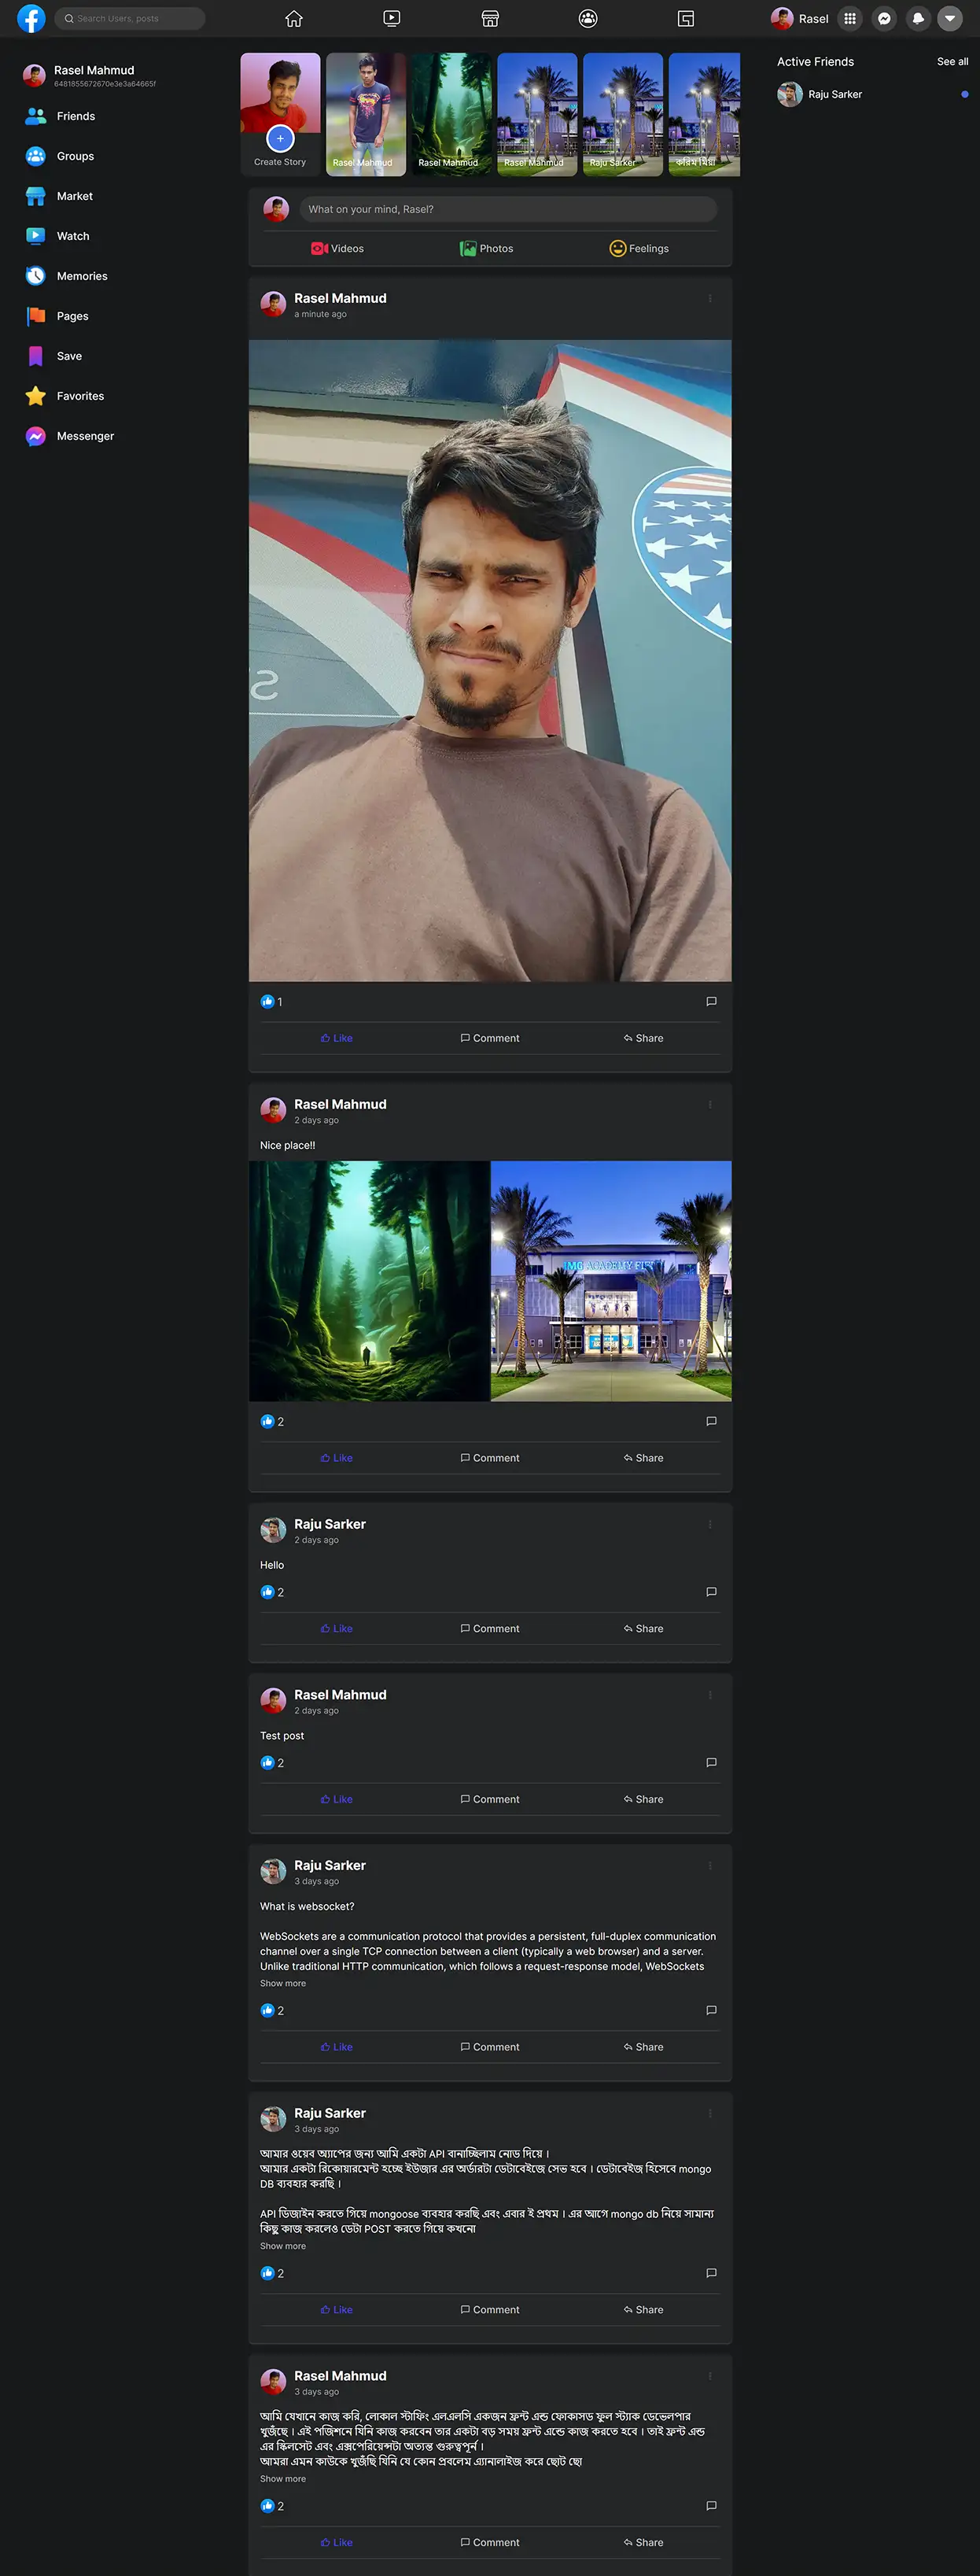 Search Users, posts
Rasel
Rasel Mahmud
6481855672670e3e3a64665f
Friends
Groups
Market
Watch
Memories
Pages
Save
Favorites
Messenger
Create Story
Rasel Mahmud
Rasel Mahmud
Rasel Mahmud
Raju Sarker
করিম মিয়া
Active Friends
See all
Raju Sarker
What on your mind, Rasel?
Videos
Photos
Feelings
Rasel Mahmud
a minute ago
1
Like
Comment
Share
Rasel Mahmud
2 days ago
Nice place!!
IMG ACADEMY
2
Like
Comment
Share
Raju Sarker
2 days ago
Hello
2
Like
Comment
Share
Rasel Mahmud
2 days ago
Test post
2
Like
Comment
Share
Raju Sarker
3 days ago
What is websocket?
WebSockets are a communication protocol that provides a persistent, full-duplex communication
channel over a single TCP connection between a client (typically a web browser) and a server.
Unlike traditional HTTP communication, which follows a request-response model, WebSockets
Show more
2
Like
Comment
Share
Raju Sarker
3 days ago
আমার ওয়েব অ্যাপের জন্য আমি একটা API বানাচ্ছিলাম নোড দিয়ে ।
আমার একটা রিকোয়ারমেন্ট হচ্ছে ইউজার এর অর্ডারটা ডেটাবেইজে সেভ হবে । ডেটাবেইজ হিসেবে mongo
DB ব্যবহার করছি ।
API ডিজাইন করতে গিয়ে mongoose ব্যবহার করছি এবং এবার ই প্রথম । এর আগে mongo db নিয়ে সামান্য
কিছু কাজ করলেও ডেটা POST করতে গিয়ে কখনো
Show more
2
Like
Comment
Share
Rasel Mahmud
3 days ago
আমি যেখানে কাজ করি, লোকাল স্টাফিং এলএলসি একজন ফ্রন্ট এন্ড ফোকাসড ফুল স্ট্যাক ডেভেলপার
খুজঁছে । এই পজিশনে যিনি কাজ করবেন তার একটা বড় সময় ফ্রন্ট এন্ডে কাজ করতে হবে । তাই ফ্রন্ট এন্ড
এর স্কিলসেট এবং এক্সপেরিয়েন্সটা অত্যন্ত গুরুত্বপূর্ন ।
আমরা এমন কাউকে খুজঁছি যিনি যে কোন প্রবলেম এ্যানালাইজ করে ছোট ছো
Show more
2
Like
Comment
Share